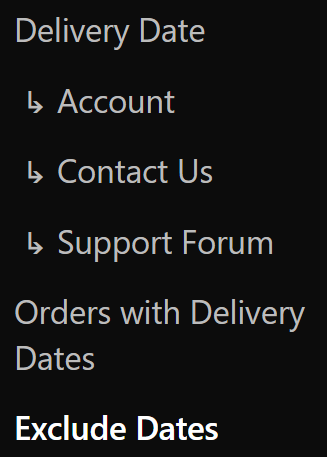 Delivery Date
↳ Account
↳ Contact Us
↳ Support Forum
Orders with Delivery
Dates
Exclude Dates